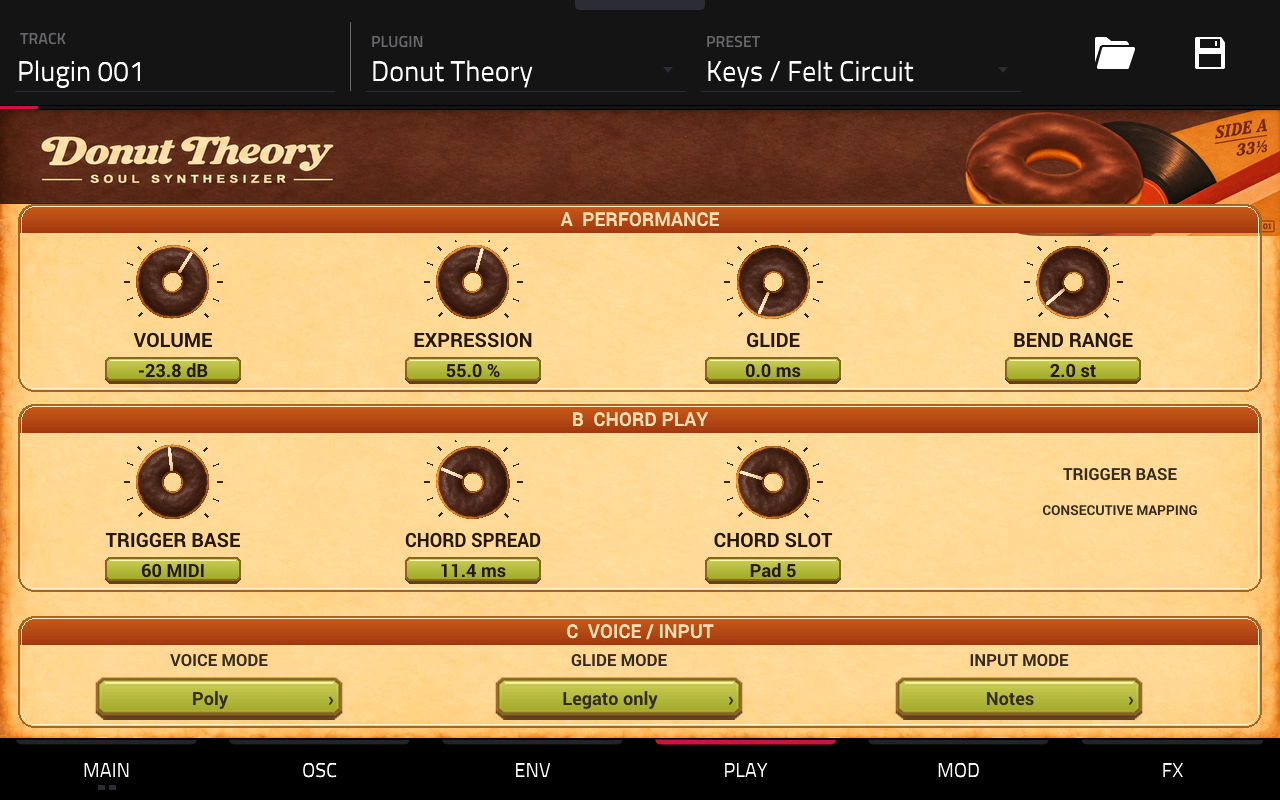 TRACK
Plugin 001
PLUGIN
Donut Theory
PRESET
Keys / Felt Circuit
Donut Theory
SOUL SYNTHESIZER
SIDE A
33⅓
01
A PERFORMANCE
VOLUME
-23.8 dB
EXPRESSION
55.0 %
GLIDE
0.0 ms
BEND RANGE
2.0 st
B CHORD PLAY
TRIGGER BASE
60 MIDI
CHORD SPREAD
11.4 ms
CHORD SLOT
Pad 5
TRIGGER BASE
CONSECUTIVE MAPPING
C VOICE / INPUT
VOICE MODE
Poly ›
GLIDE MODE
Legato only ›
INPUT MODE
Notes ›
MAIN
OSC
ENV
PLAY
MOD
FX